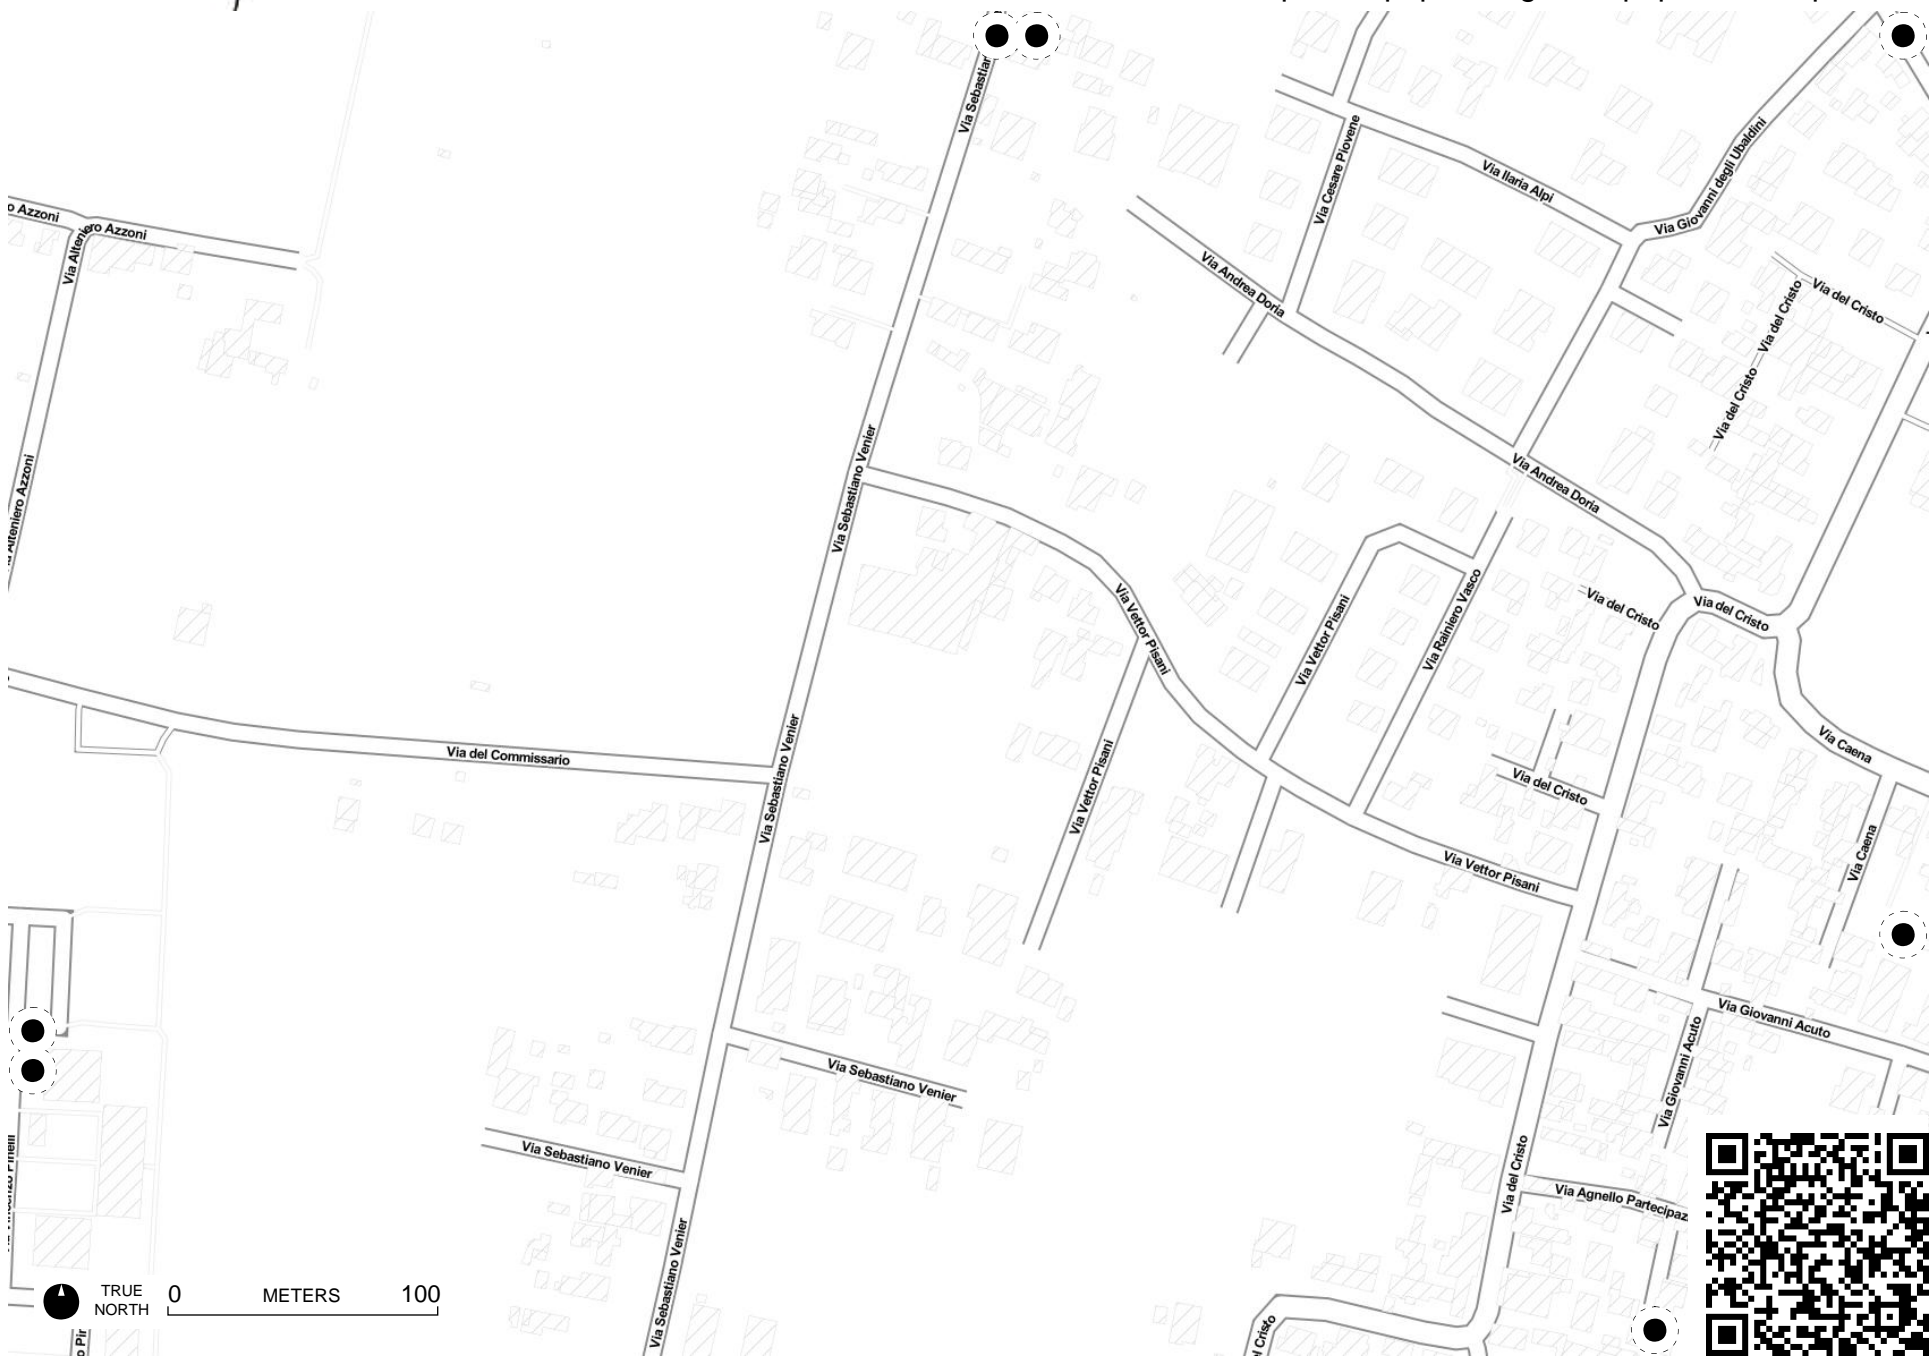 Via Sebastian
Via Cesare Piovene
Via Ilaria Alpi
Via Giovanni degli Ubaldini
o Azzoni
Via Alteniero Azzoni
Via Andrea Doria
Via del Cristo
Via del Cristo
Via del Cristo
Alteniero Azzoni
Via Sebastiano Venier
Via Andrea Doria
Via Vettor Pisani
Via Vettor Pisani
Via Rainiero Vasco
Via del Cristo
Via del Cristo
Via del Commissario
Via Sebastiano Venier
Via Vettor Pisani
Via del Cristo
Via Caena
Via Vettor Pisani
Via Caena
Via Giovanni Acuto
Via Giovanni Acuto
Via Sebastiano Venier
Via Sebastiano Venier
Via del Cristo
Via Agnello Partecipaz
Via Sebastiano Venier
l Cristo
TRUE
NORTH
0 METERS 100